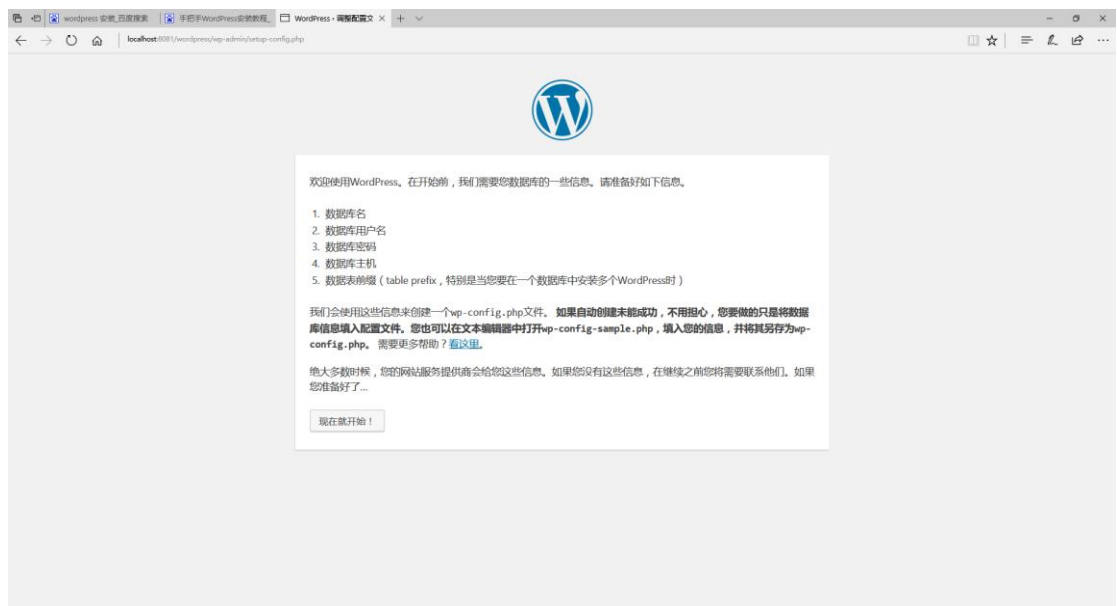 wordpress 安装_百度搜索
手把手WordPress安装教程_
WordPress › 调整配置文
localhost:8081/wordpress/wp-admin/setup-config.php
欢迎使用WordPress。在开始前，我们需要您数据库的一些信息。请准备好如下信息。
1. 数据库名
2. 数据库用户名
3. 数据库密码
4. 数据库主机
5. 数据表前缀（table prefix，特别是当您要在一个数据库中安装多个WordPress时）
我们会使用这些信息来创建一个wp-config.php文件。如果自动创建未能成功，不用担心，您要做的只是将数据
库信息填入配置文件。您也可以在文本编辑器中打开wp-config-sample.php，填入您的信息，并将其另存为wp-
config.php。需要更多帮助？看这里。
绝大多数时候，您的网站服务提供商会给您这些信息。如果您没有这些信息，在继续之前您将需要联系他们。如果
您准备好了…
现在就开始！